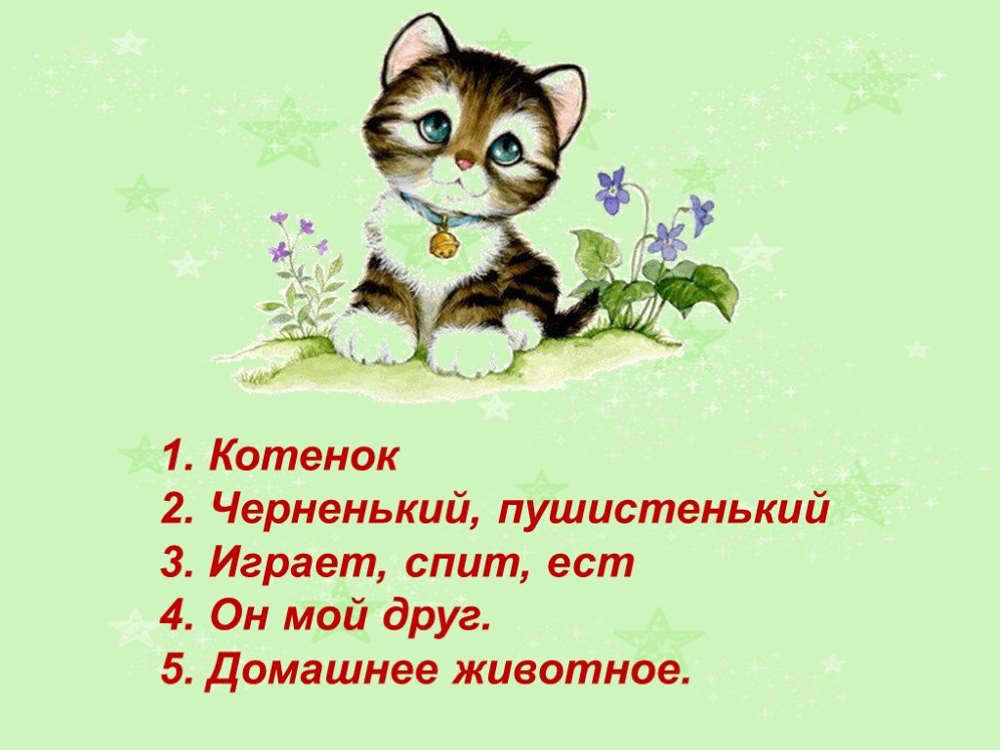 1. Котенок
2. Черненький, пушистенький
3. Играет, спит, ест
4. Он мой друг.
5. Домашнее животное.